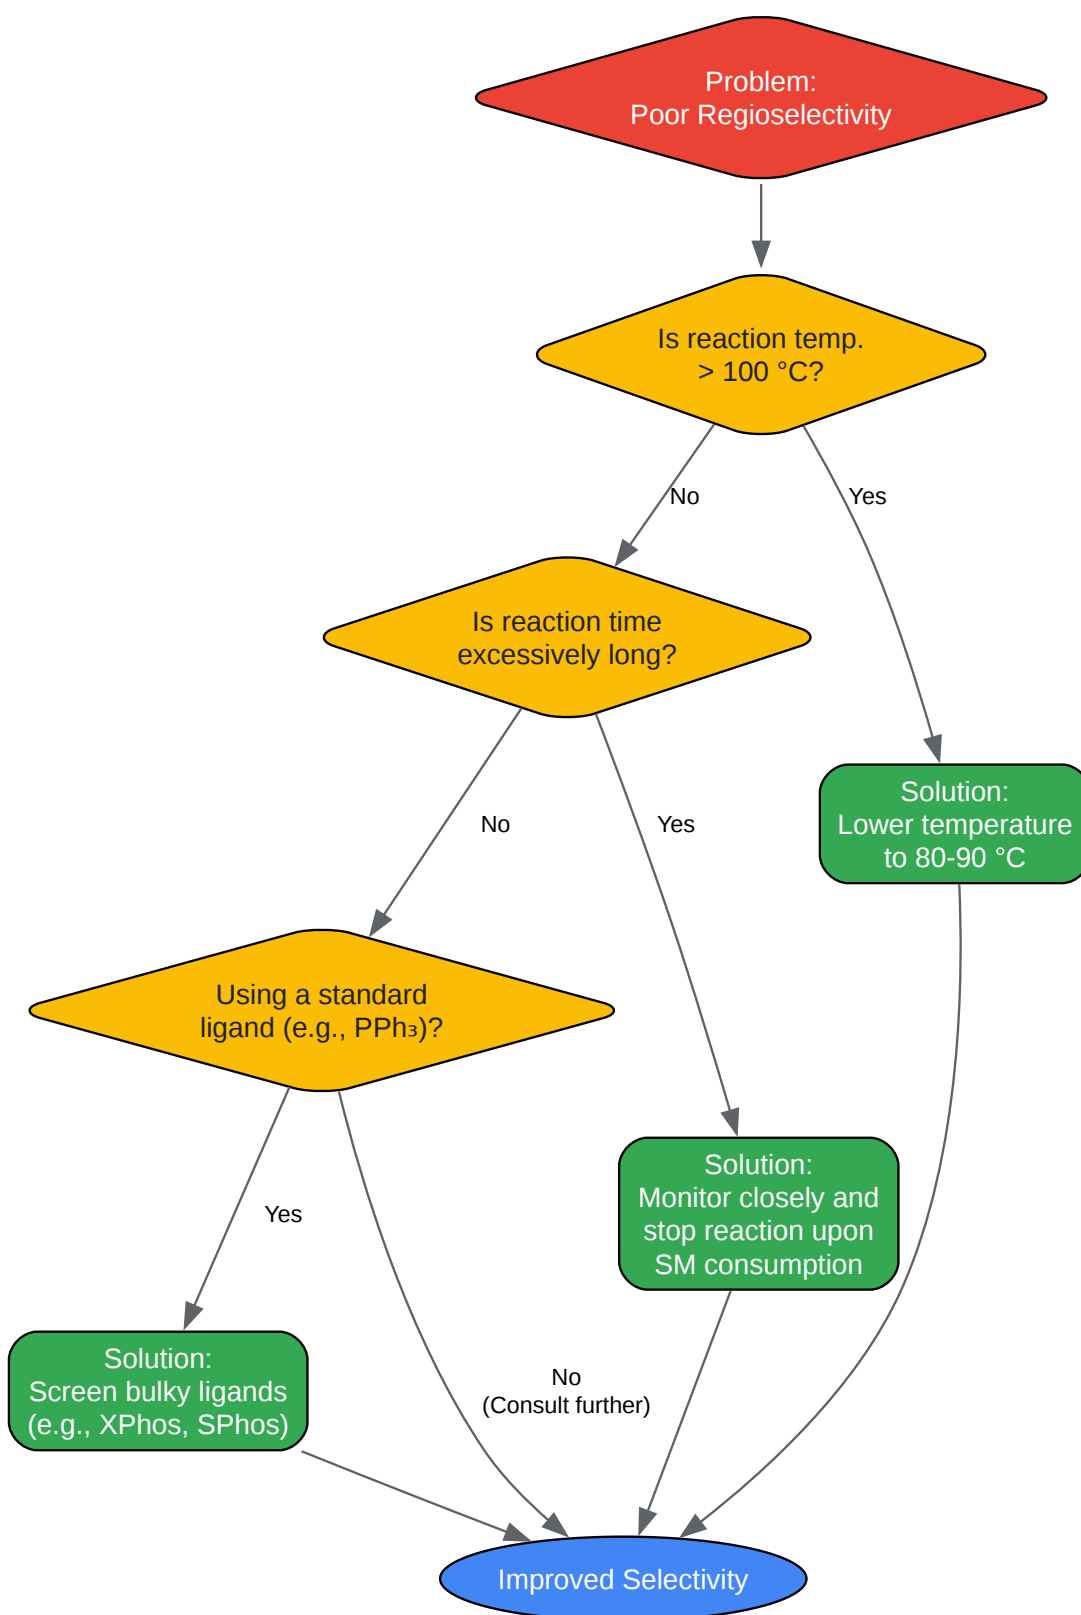 Problem:
Poor Regioselectivity
Is reaction temp.
> 100 °C?
No
Yes
Is reaction time
excessively long?
No
Yes
Solution:
Lower temperature
to 80-90 °C
Using a standard
ligand (e.g., PPh₃)?
Yes
Solution:
Monitor closely and
stop reaction upon
SM consumption
No
(Consult further)
Solution:
Screen bulky ligands
(e.g., XPhos, SPhos)
Improved Selectivity